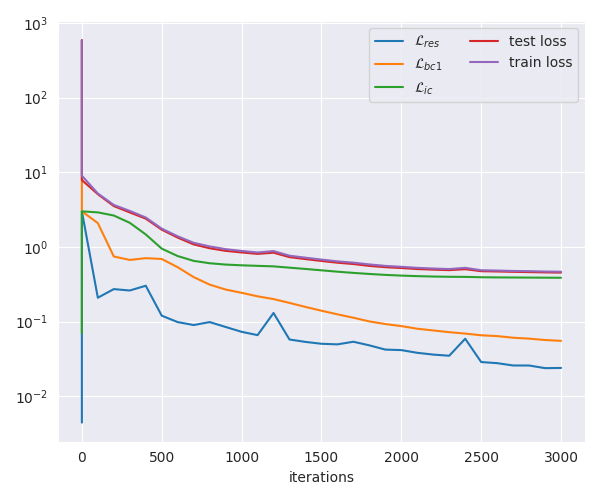 10³
10²
10¹
10⁰
10⁻¹
10⁻²
ℒ_res
ℒ_bc1
ℒ_ic
test loss
train loss
0 500 1000 1500 2000 2500 3000
iterations